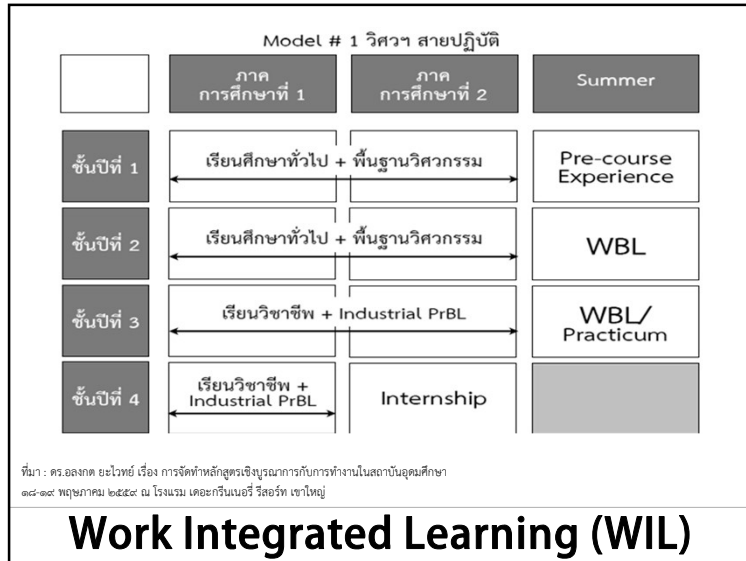 Model # 1 วิศวฯ สายปฏิบัติ
ภาค
การศึกษาที่ 1
ภาค
การศึกษาที่ 2
Summer
ชั้นปีที่ 1
เรียนศึกษาทั่วไป + พื้นฐานวิศวกรรม
Pre-course
Experience
ชั้นปีที่ 2
เรียนศึกษาทั่วไป + พื้นฐานวิศวกรรม
WBL
ชั้นปีที่ 3
เรียนวิชาชีพ + Industrial PrBL
WBL/
Practicum
ชั้นปีที่ 4
เรียนวิชาชีพ +
Industrial PrBL
Internship
ที่มา : ดร.อลงกต ยะไวทย์ เรื่อง การจัดทำหลักสูตรเชิงบูรณาการกับการทำงานในสถาบันอุดมศึกษา
๑๘-๑๙ พฤษภาคม ๒๕๕๙ ณ โรงแรม เดอะกรีนเนอรี่ รีสอร์ท เขาใหญ่
Work Integrated Learning (WIL)